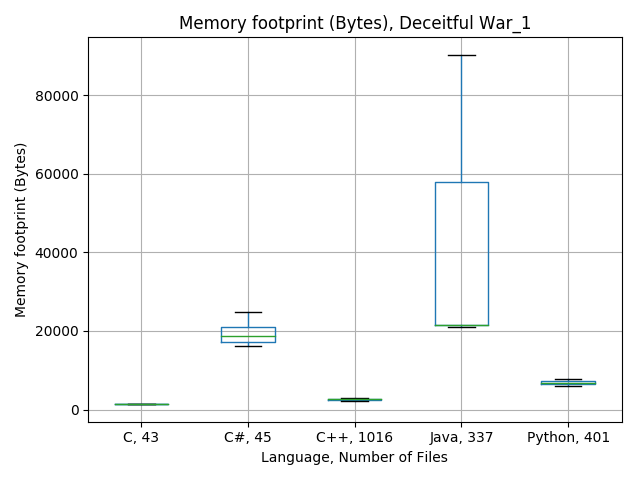 Memory footprint (Bytes), Deceitful War_1
Memory footprint (Bytes)
80000
60000
40000
20000
0
C, 43
C#, 45
C++, 1016
Java, 337
Python, 401
Language, Number of Files